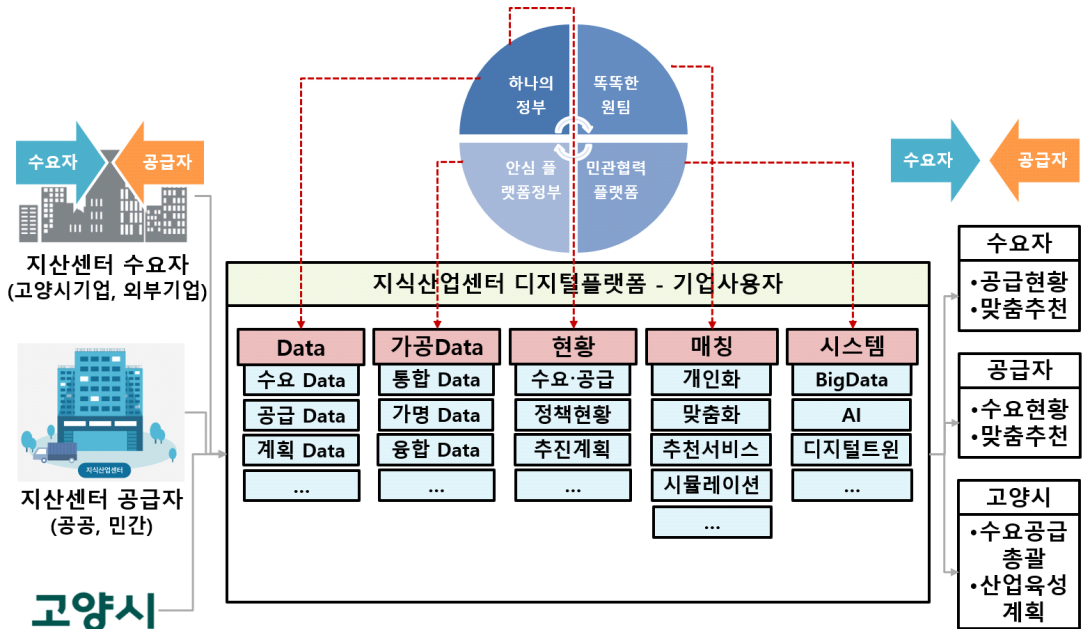 하나의
정부
똑똑한
원팀
안심 플
랫폼정부
민관협력
플랫폼
수요자
공급자
지산센터 수요자
(고양시기업, 외부기업)
지식산업센터
지산센터 공급자
(공공, 민간)
고양시
지식산업센터 디지털플랫폼 - 기업사용자
Data
수요 Data
공급 Data
계획 Data
...
가공Data
통합 Data
가명 Data
융합 Data
...
현황
수요·공급
정책현황
추진계획
...
매칭
개인화
맞춤화
추천서비스
시뮬레이션
...
시스템
BigData
AI
디지털트윈
...
수요자
공급자
수요자
•공급현황
•맞춤추천
공급자
•수요현황
•맞춤추천
고양시
•수요공급
총괄
•산업육성
계획